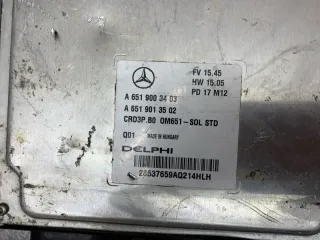 FV 15.45
HW 15.05
PD 17 M12
A 651 900 34 03
A 651 901 35 02
CRD3P.B0 OM651-SOL STD
Q01 MADE IN HUNGARY
DELPHI
28537659AQ214HLH